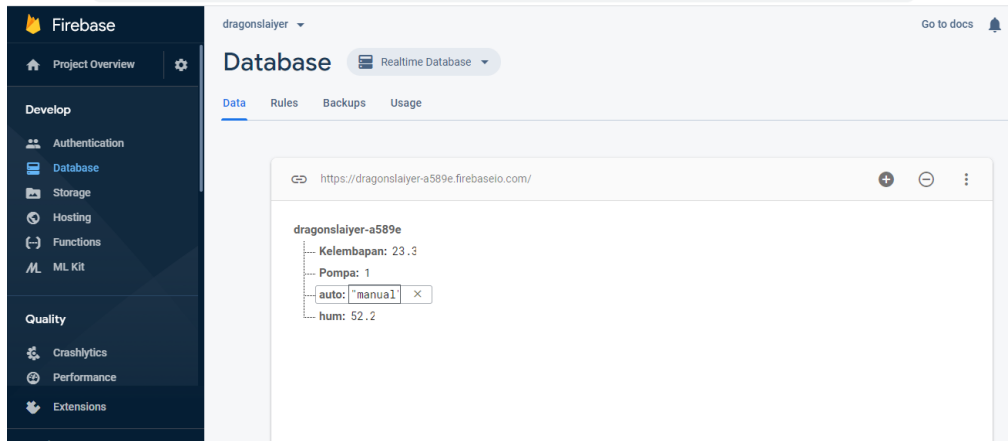 Firebase
Project Overview
Develop
Authentication
Database
Storage
Hosting
Functions
ML Kit
Quality
Crashlytics
Performance
Extensions
dragonslaiyer
Go to docs
Database
Realtime Database
Data Rules Backups Usage
https://dragonslaiyer-a589e.firebaseio.com/
dragonslaiyer-a589e
Kelembapan: 23.3
Pompa: 1
auto: "manual"
hum: 52.2